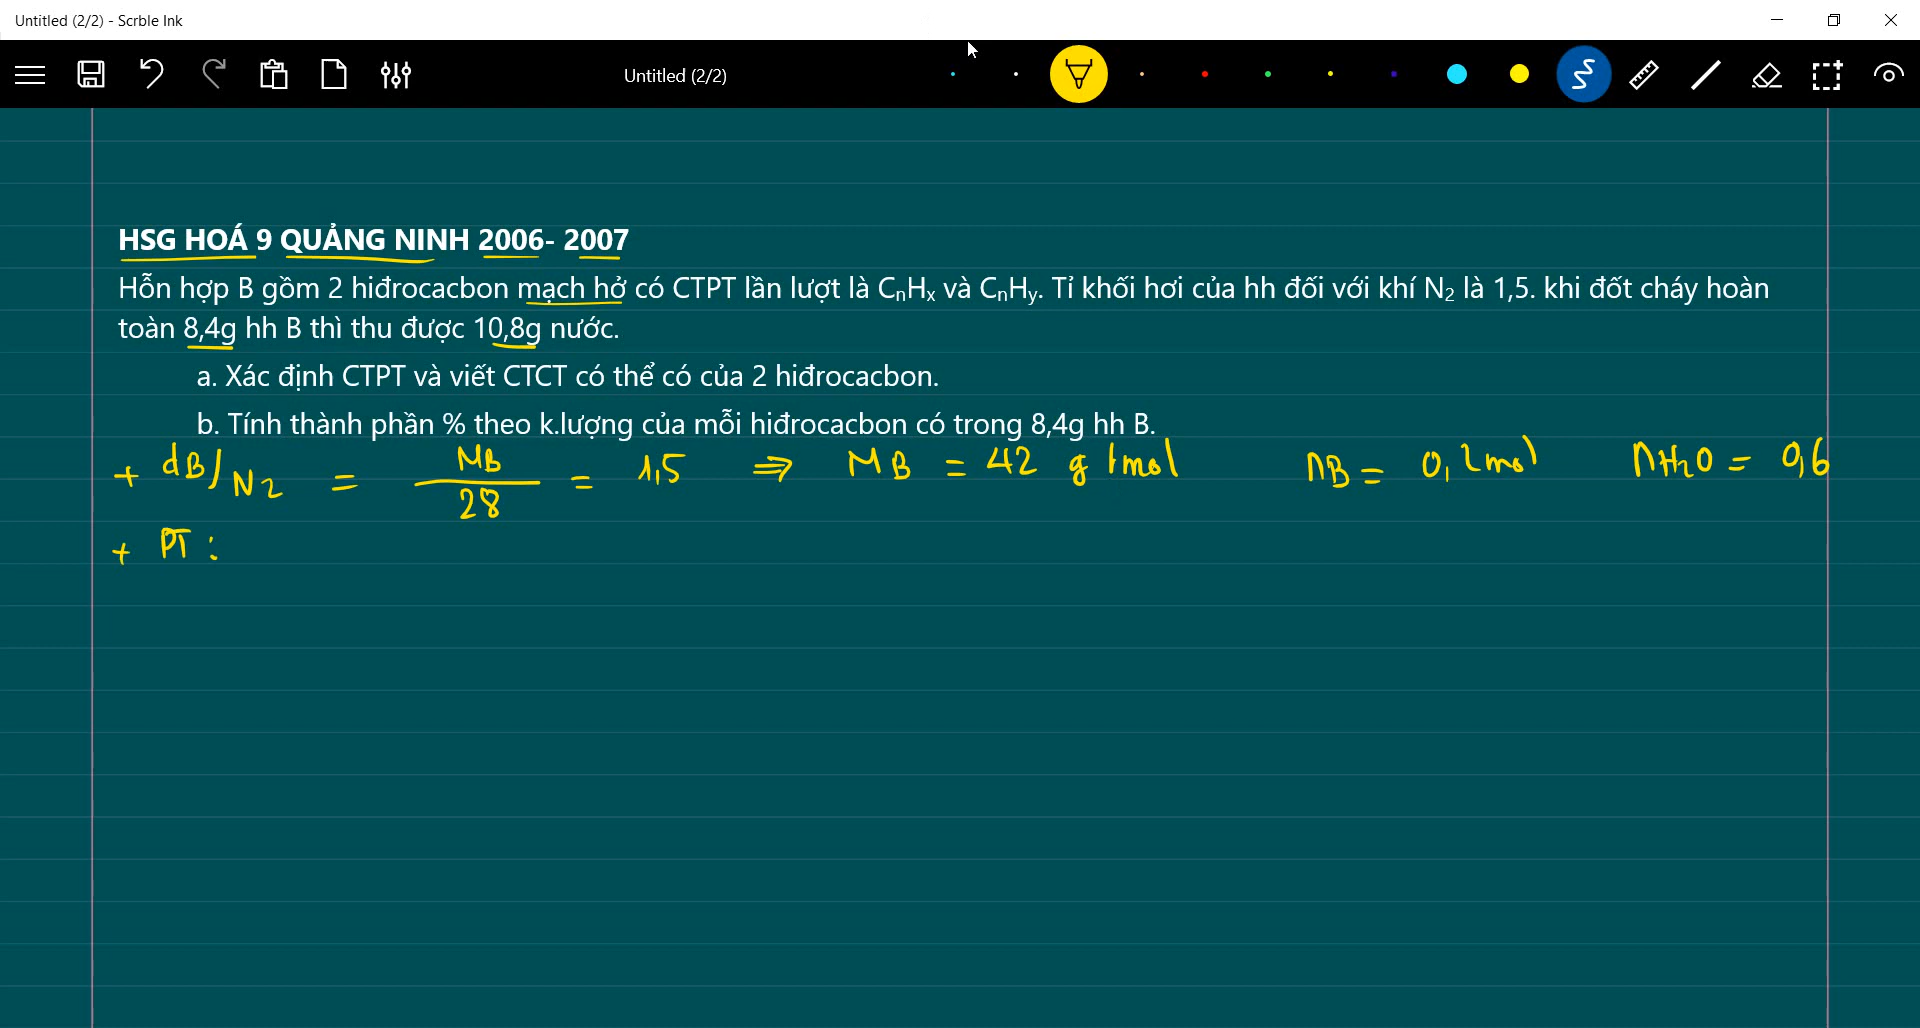 Untitled (2/2) - Scrble Ink
Untitled (2/2)
HSG HOÁ 9 QUẢNG NINH 2006- 2007
Hỗn hợp B gồm 2 hiđrocacbon mạch hở có CTPT lần lượt là CₙHₓ và CₙHᵧ. Tỉ khối hơi của hh đối với khí N₂ là 1,5. khi đốt cháy hoàn
toàn 8,4g hh B thì thu được 10,8g nước.
a. Xác định CTPT và viết CTCT có thể có của 2 hiđrocacbon.
b. Tính thành phần % theo k.lượng của mỗi hiđrocacbon có trong 8,4g hh B.
+ dB/N2 = MB/28 = 1,5 ⇒ MB = 42 g/mol nB = 0,2mol nH2O = 0,6
+ PT :